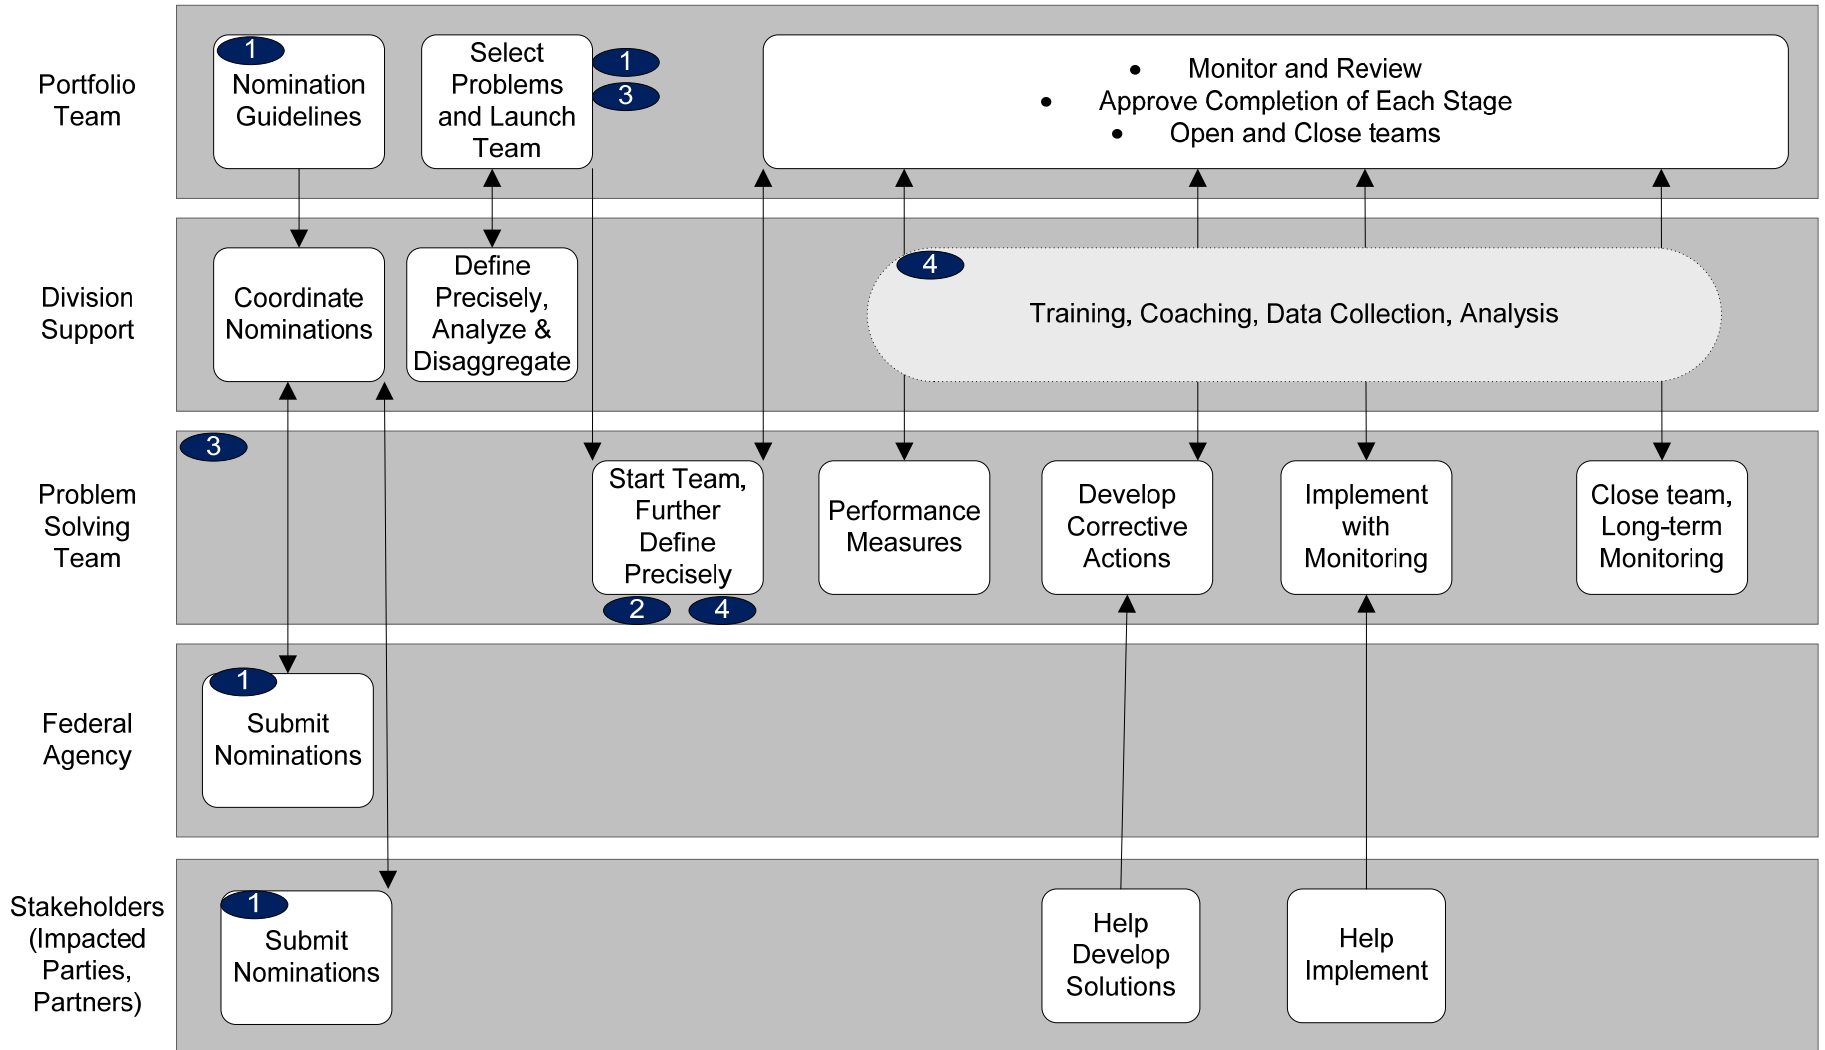 Portfolio
Team
1
Nomination
Guidelines
Select
Problems
and Launch
Team
1
3
• Monitor and Review
• Approve Completion of Each Stage
• Open and Close teams
Division
Support
Coordinate
Nominations
Define
Precisely,
Analyze &
Disaggregate
4
Training, Coaching, Data Collection, Analysis
Problem
Solving
Team
3
Start Team,
Further
Define
Precisely
2
4
Performance
Measures
Develop
Corrective
Actions
Implement
with
Monitoring
Close team,
Long-term
Monitoring
Federal
Agency
1
Submit
Nominations
Stakeholders
(Impacted
Parties,
Partners)
1
Submit
Nominations
Help
Develop
Solutions
Help
Implement